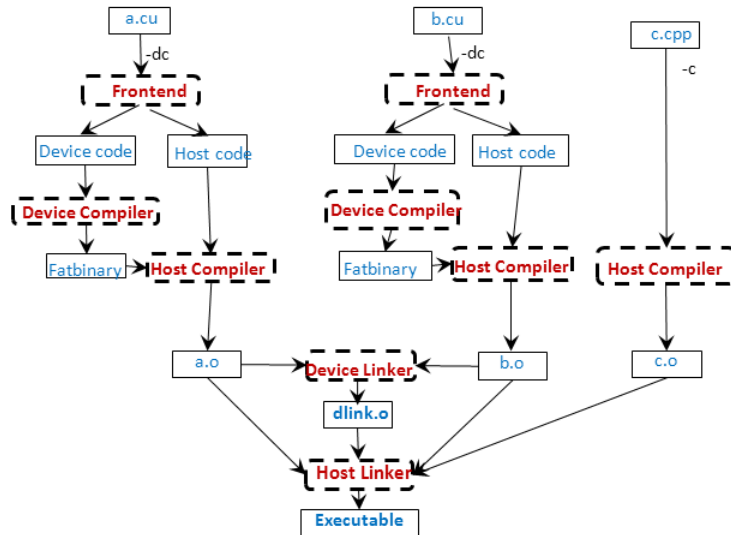 a.cu
b.cu
c.cpp
-dc
-dc
-c
Frontend
Frontend
Device code
Host code
Device code
Host code
Device Compiler
Device Compiler
Fatbinary
Host Compiler
Fatbinary
Host Compiler
Host Compiler
a.o
Device Linker
b.o
c.o
dlink.o
Host Linker
Executable